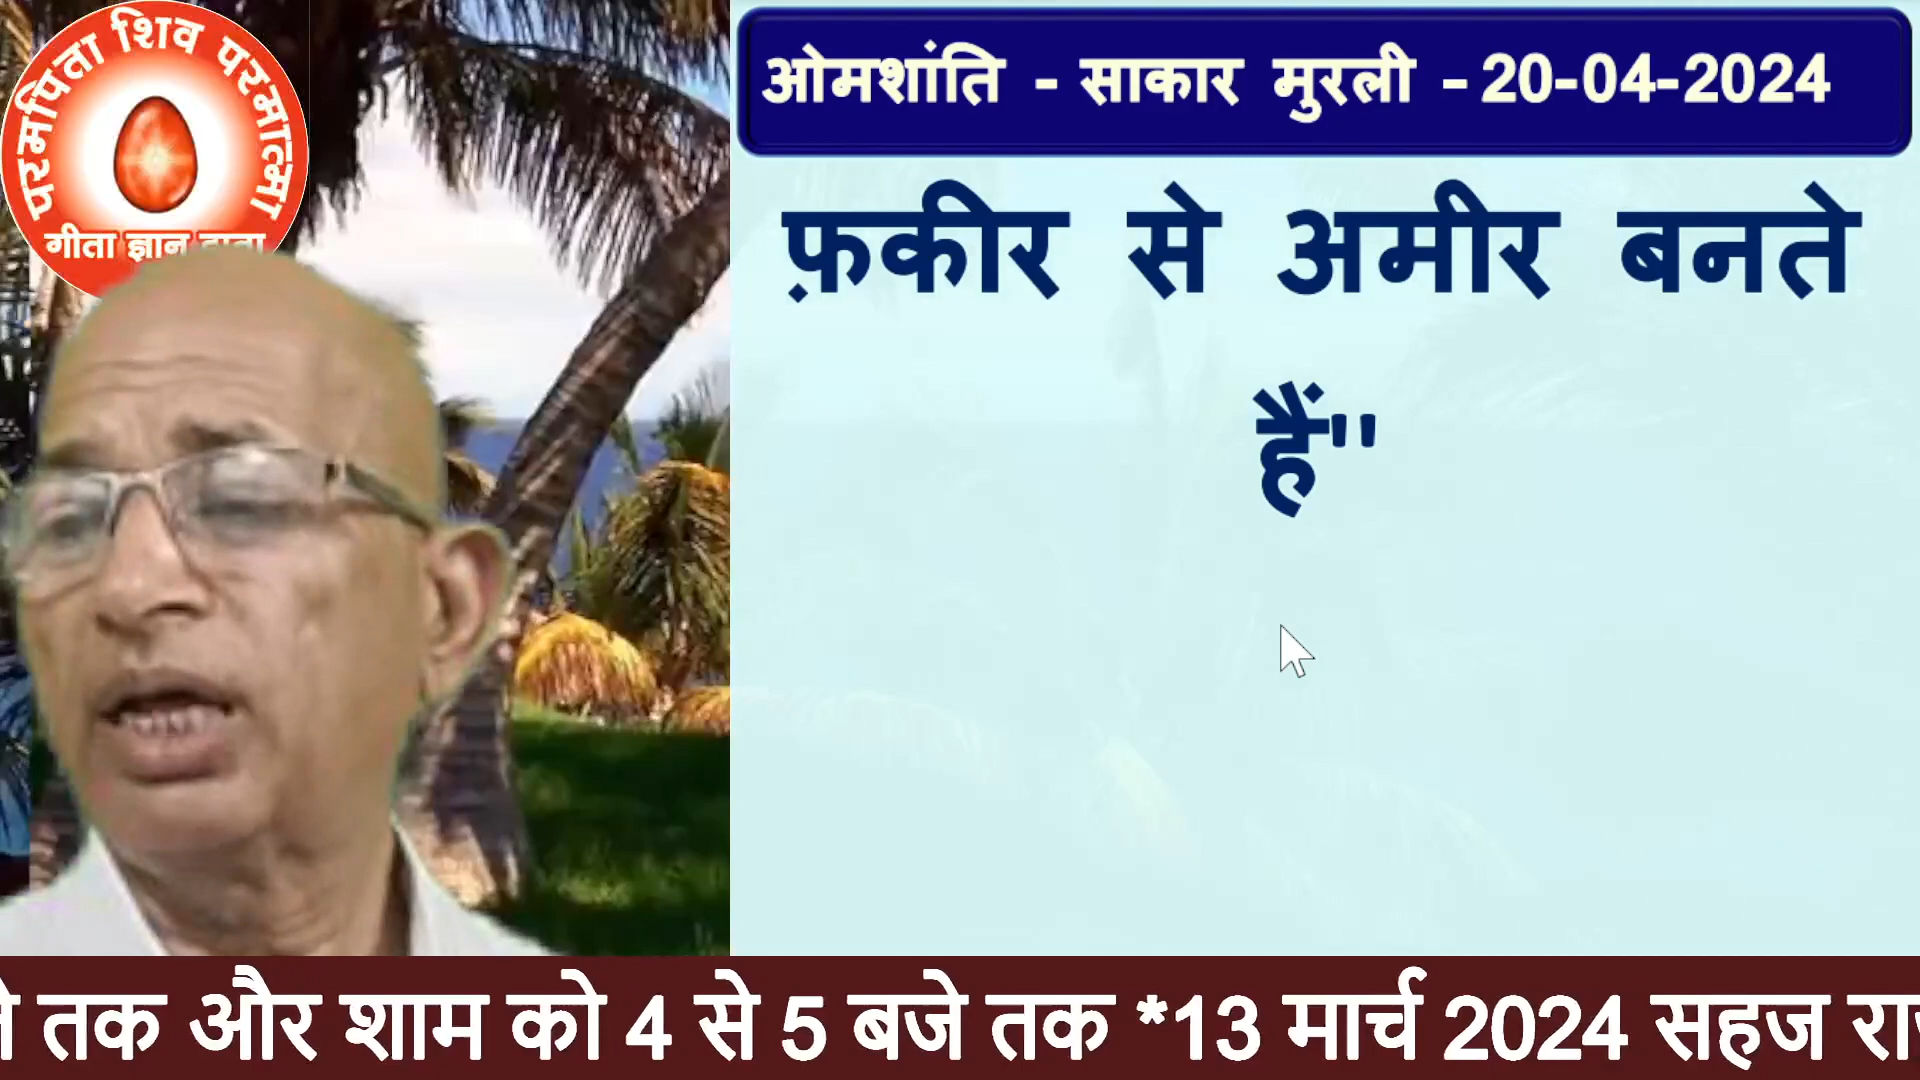 परमपिता शिव परमात्मा
गीता ज्ञान
ओमशांति - साकार मुरली - 20-04-2024
फ़कीर से अमीर बनते
हैं"
तक और शाम को 4 से 5 बजे तक *13 मार्च 2024 सहज